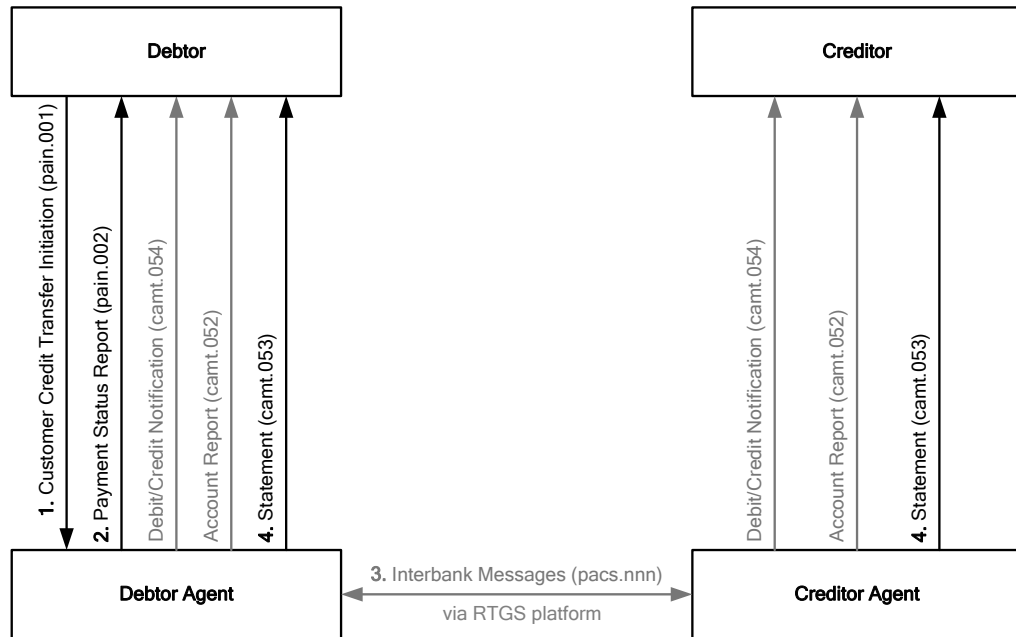 Debtor
Creditor
1. Customer Credit Transfer Initiation (pain.001)
2. Payment Status Report (pain.002)
Debit/Credit Notification (camt.054)
Account Report (camt.052)
4. Statement (camt.053)
Debit/Credit Notification (camt.054)
Account Report (camt.052)
4. Statement (camt.053)
Debtor Agent
3. Interbank Messages (pacs.nnn)
via RTGS platform
Creditor Agent